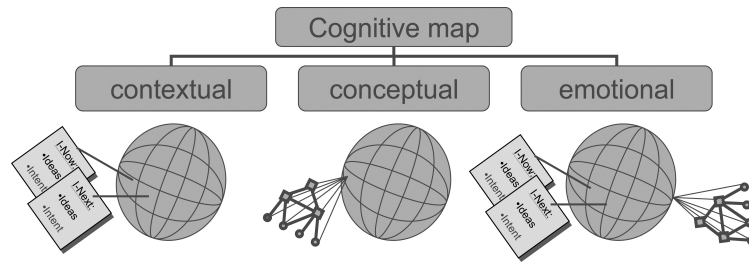 Cognitive map
contextual
conceptual
emotional
I-Now:
•Ideas
•Intent
I-Next:
•Ideas
•Intent
I-Now:
•Ideas
•Intent
I-Next:
•Ideas
•Intent